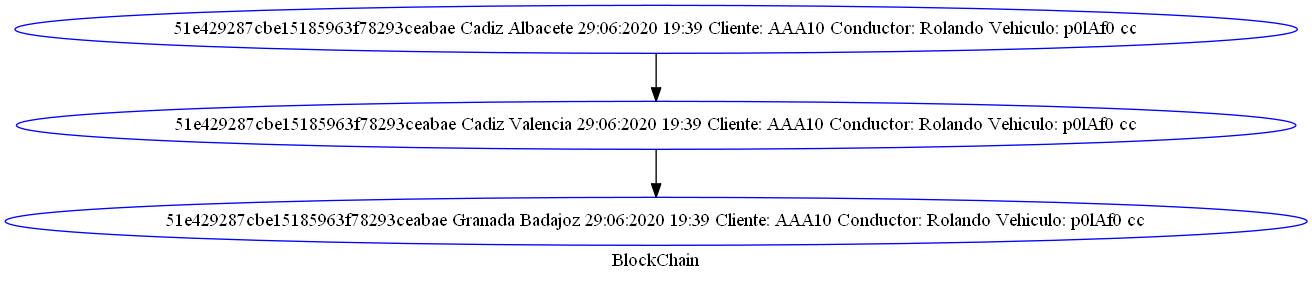 51e429287cbe15185963f78293ceabae Cadiz Albacete 29:06:2020 19:39 Cliente: AAA10 Conductor: Rolando Vehiculo: p0lAf0 cc
51e429287cbe15185963f78293ceabae Cadiz Valencia 29:06:2020 19:39 Cliente: AAA10 Conductor: Rolando Vehiculo: p0lAf0 cc
51e429287cbe15185963f78293ceabae Granada Badajoz 29:06:2020 19:39 Cliente: AAA10 Conductor: Rolando Vehiculo: p0lAf0 cc
BlockChain